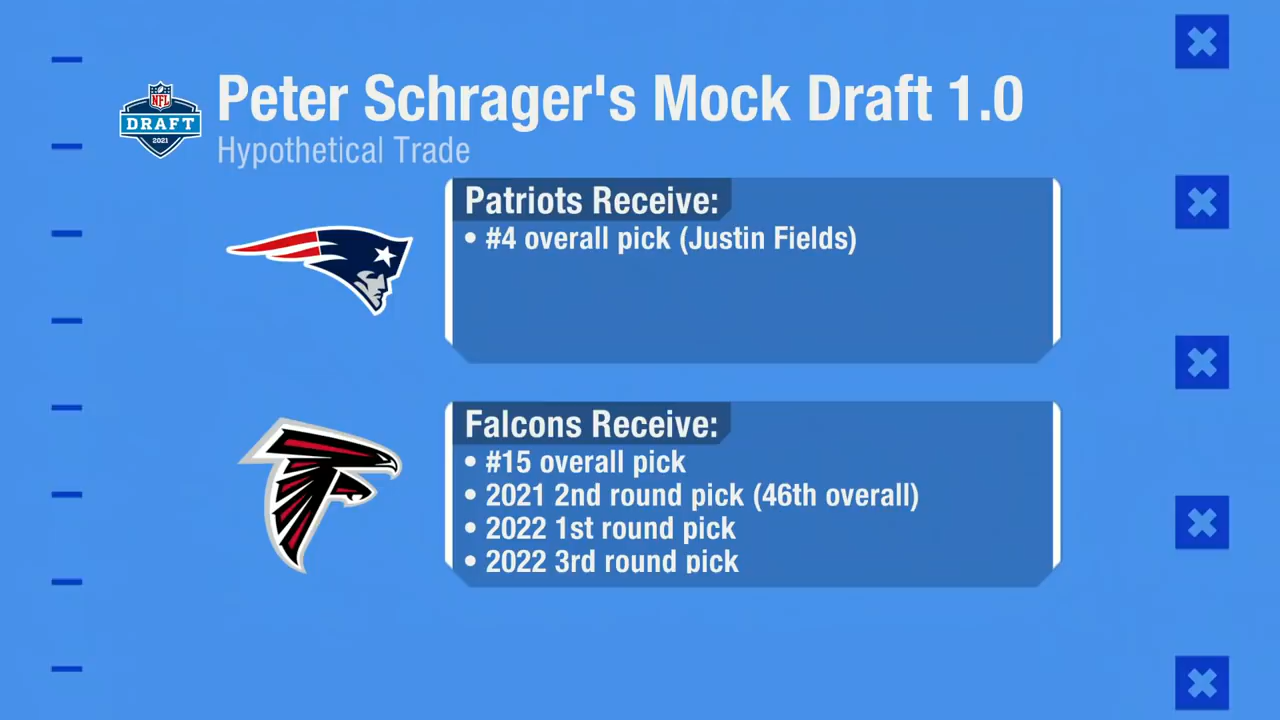 Peter Schrager's Mock Draft 1.0
NFL
DRAFT
2021
Hypothetical Trade
Patriots Receive:
• #4 overall pick (Justin Fields)
Falcons Receive:
• #15 overall pick
• 2021 2nd round pick (46th overall)
• 2022 1st round pick
• 2022 3rd round pick